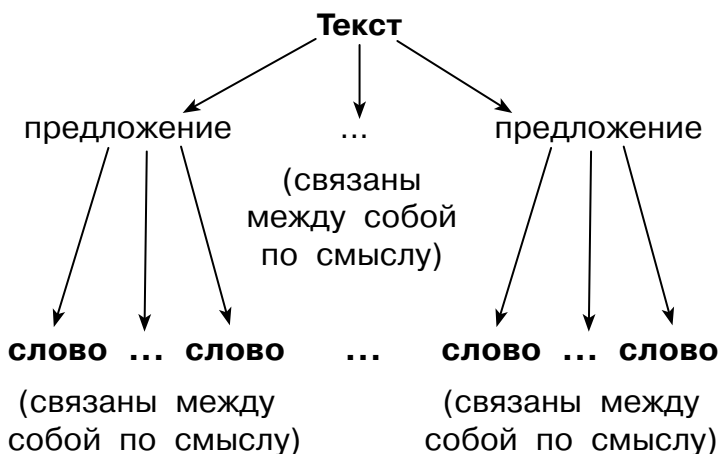 Текст
предложение ... предложение
(связаны
между собой
по смыслу)
слово ... слово ... слово ... слово
(связаны между
собой по смыслу)
(связаны между
собой по смыслу)